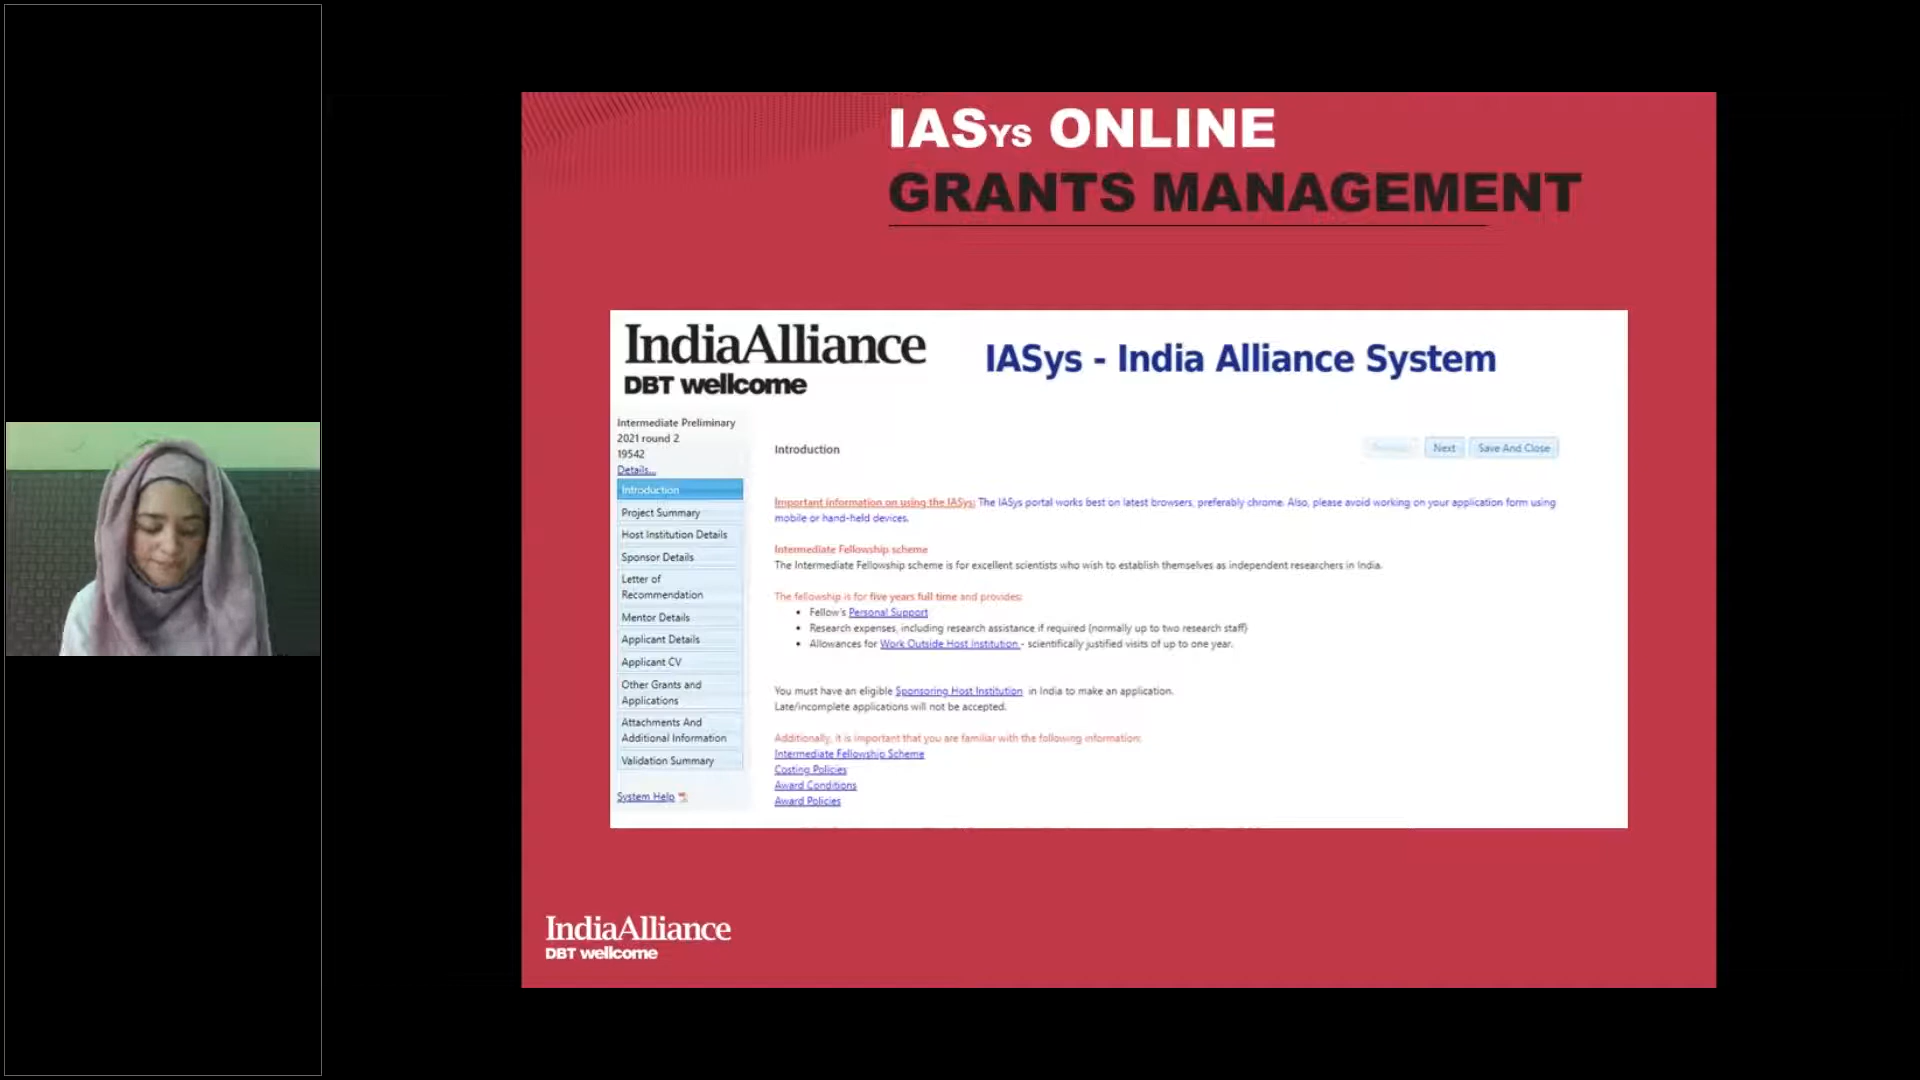 IASYS ONLINE
GRANTS MANAGEMENT
IndiaAlliance
DBT wellcome
IASys - India Alliance System
Intermediate Preliminary
2021 round 2
19542
Details...
Introduction
Project Summary
Host Institution Details
Sponsor Details
Letter of
Recommendation
Mentor Details
Applicant Details
Applicant CV
Other Grants and
Applications
Attachments And
Additional Information
Validation Summary
System Help
Introduction
Next
Save And Close
Important information on using the IASys: The IASys portal works best on latest browsers, preferably chrome. Also, please avoid working on your application form using
mobile or hand-held devices.
Intermediate Fellowship scheme
The Intermediate Fellowship scheme is for excellent scientists who wish to establish themselves as independent researchers in India.
The fellowship is for five years full time and provides:
• Fellow's Personal Support
• Research expenses, including research assistance if required (normally up to two research staff)
• Allowances for Work Outside Host Institution - scientifically justified visits of up to one year.
You must have an eligible Sponsoring Host Institution in India to make an application.
Late/incomplete applications will not be accepted.
Additionally, it is important that you are familiar with the following information:
Intermediate Fellowship Scheme
Costing Policies
Award Conditions
Award Policies
IndiaAlliance
DBT wellcome